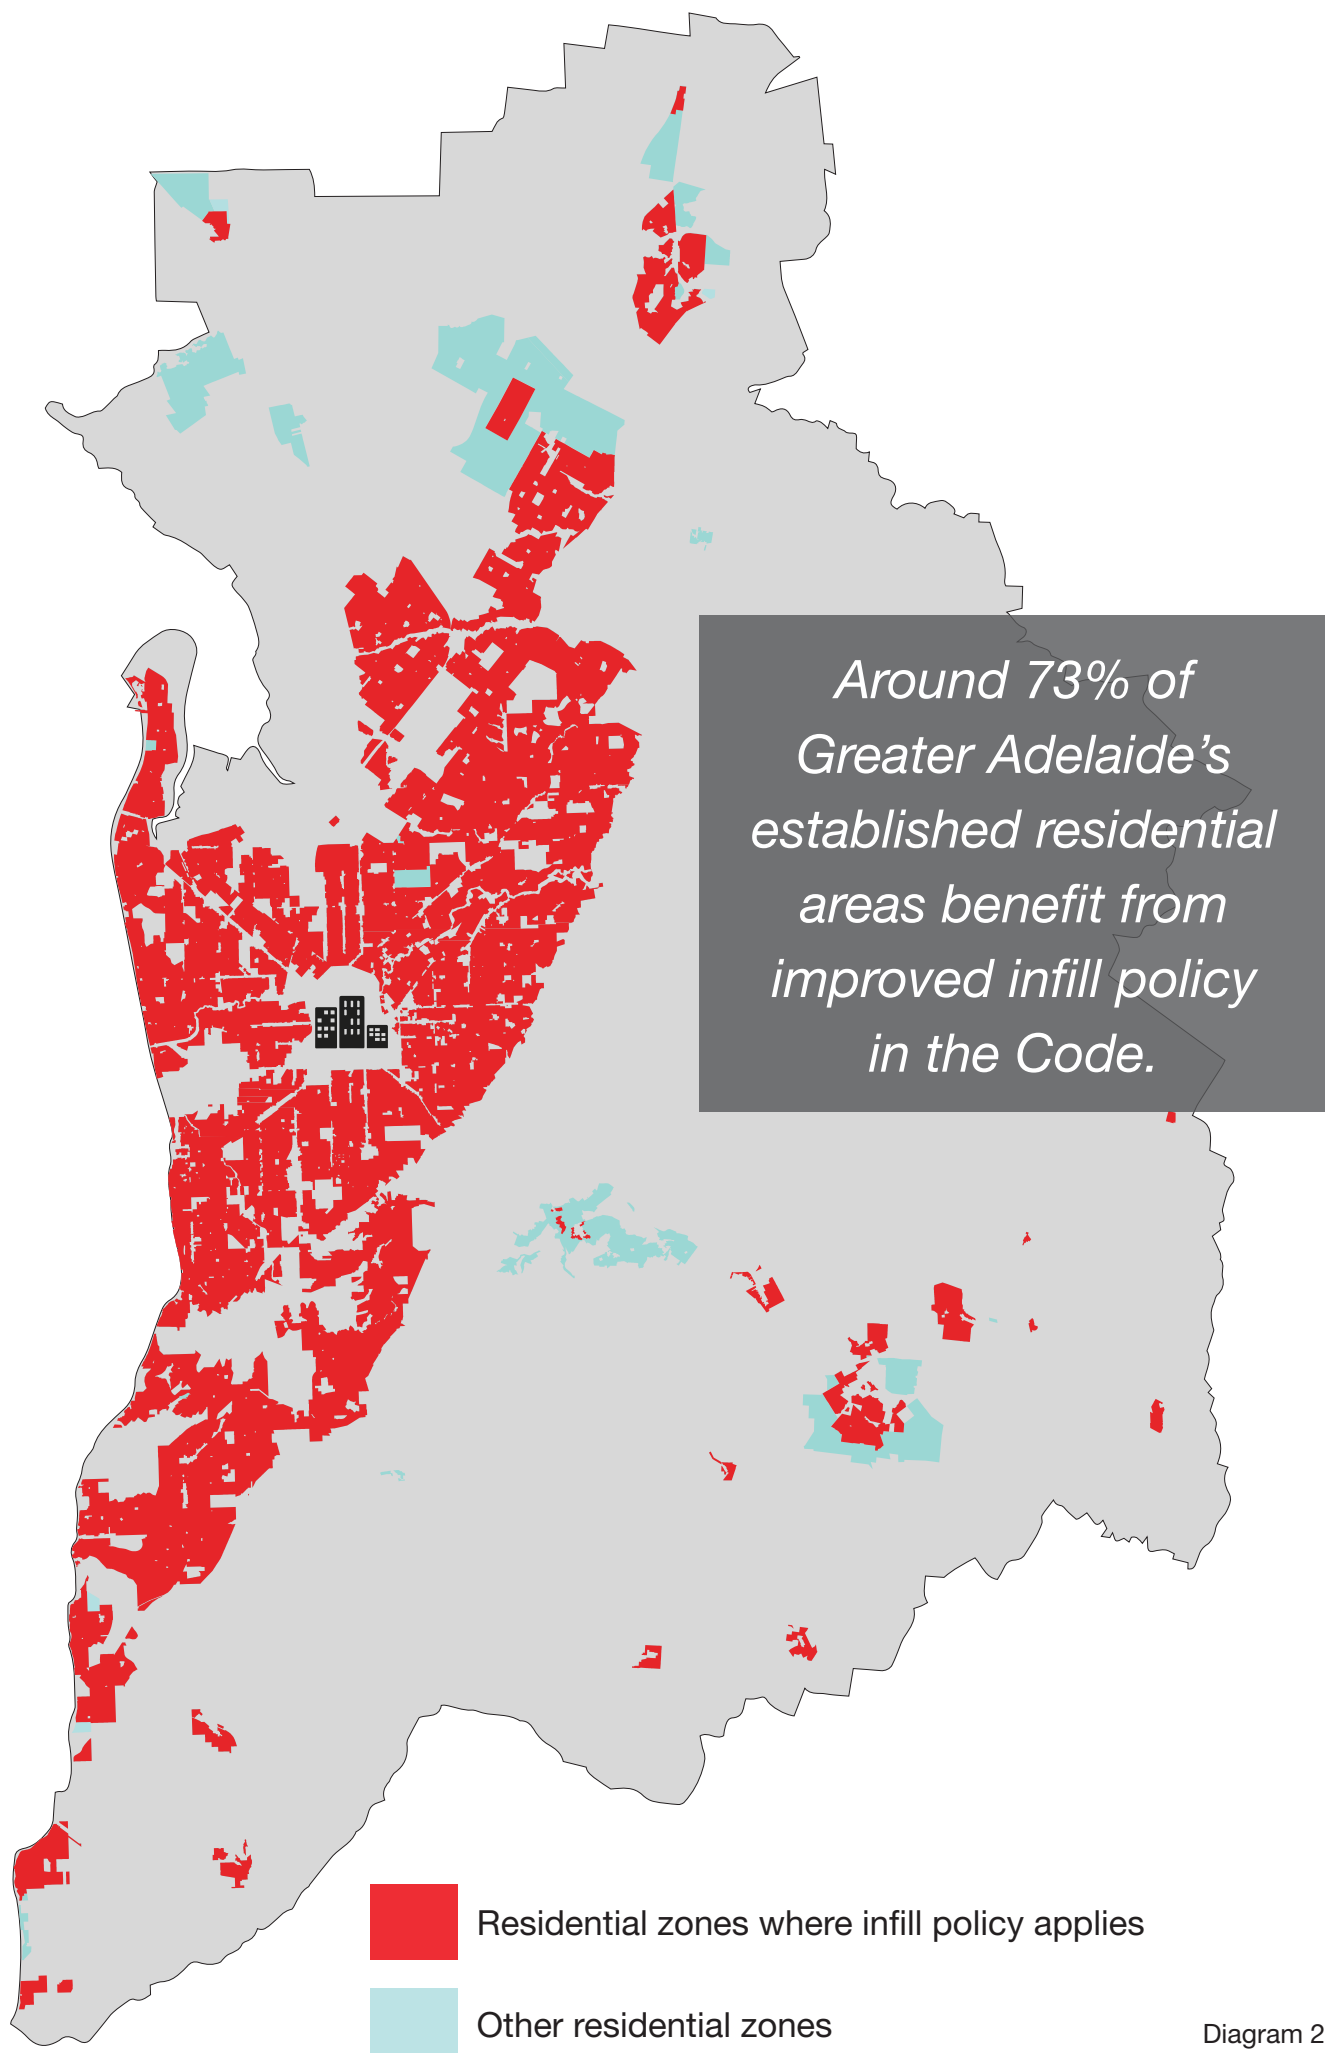 Around 73% of
Greater Adelaide’s
established residential
areas benefit from
improved infill policy
in the Code.
Residential zones where infill policy applies
Other residential zones
Diagram 2